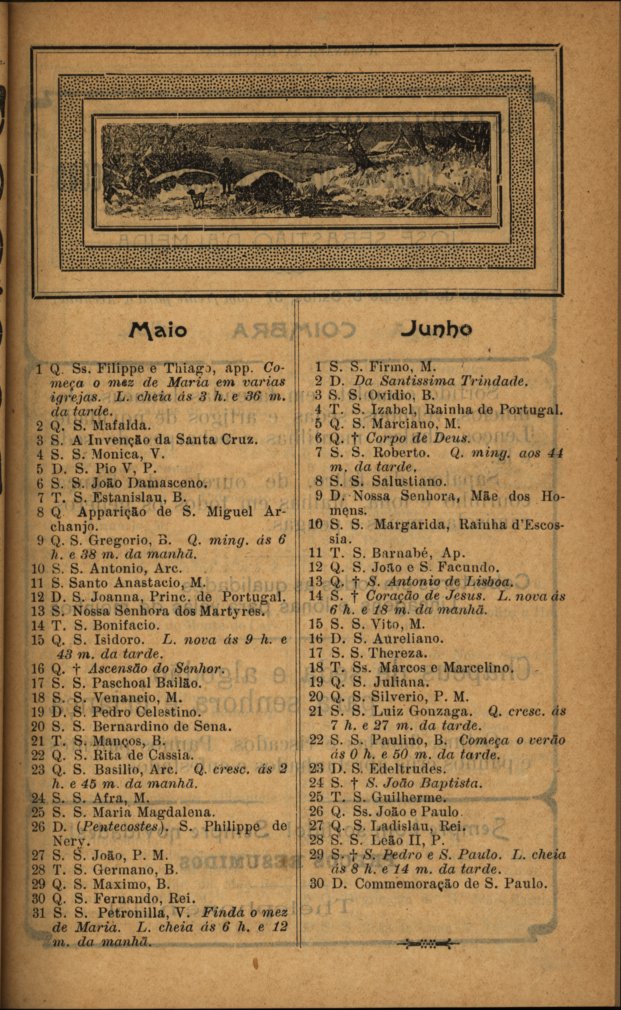 Maio
1 Q. Ss. Filippe e Thiago, app. Co-
meça o mez de Maria em varias
igrejas. L. cheia ás 3 h. e 36 m.
da tarde.
2 Q. S. Mafalda.
3 S. A Invenção da Santa Cruz.
4 S. S. Monica, V.
5 D. S. Pio V, P.
6 S. S. João Damasceno.
7 T. S. Estanislau, B.
8 Q Apparição de S. Miguel Ar-
chanjo.
9 Q. S. Gregorio, B. Q. ming. ás 6
h. e 38 m. da manhã.
10 S. S. Antonio, Arc.
11 S. Santo Anastacio, M.
12 D. S. Joanna, Princ. de Portugal.
13 S. Nossa Senhora dos Martyres.
14 T. S. Bonifacio.
15 Q. S. Isidoro. L. nova ás 9 h. e
43 m. da tarde.
16 Q. † Ascensão do Senhor.
17 S. S. Paschoal Bailão.
18 S. S. Venancio, M.
19 D. S. Pedro Celestino.
20 S. S. Bernardino de Sena.
21 T. S. Manços, B.
22 Q. S. Rita de Cassia.
23 Q. S. Basilio, Arc. Q. cresc. ás 2
h. e 45 m. da manhã.
24 S. S. Afra, M.
25 S. S. Maria Magdalena.
26 D. (Pentecostes). S. Philippe de
Nery.
27 S. S. João, P. M.
28 T. S. Germano, B.
29 Q. S. Maximo, B.
30 Q. S. Fernando, Rei.
31 S. S. Petronilla, V. Finda o mez
de Maria. L. cheia ás 6 h. e 12
m. da manhã.
Junho
1 S. S. Firmo, M.
2 D. Da Santissima Trindade.
3 S. S. Ovidio, B.
4 T. S. Izabel, Rainha de Portugal.
5 Q. S. Marciano, M.
6 Q. † Corpo de Deus.
7 S. S. Roberto. Q. ming. aos 44
m. da tarde.
8 S. S. Salustiano.
9 D. Nossa Senhora, Mãe dos Ho-
mens.
10 S. S. Margarida, Rainha d'Escos-
sia.
11 T. S. Barnabé, Ap.
12 Q. S. João e S. Facundo.
13 Q. † S. Antonio de Lisboa.
14 S. † Coração de Jesus. L. nova ás
6 h. e 18 m. da manhã.
15 S. S. Vito, M.
16 D. S. Aureliano.
17 S. S. Thereza.
18 T. Ss. Marcos e Marcelino.
19 Q. S. Juliana.
20 Q. S. Silverio, P. M.
21 S. S. Luiz Gonzaga. Q. cresc. ás
7 h. e 27 m. da tarde.
22 S. S. Paulino, B. Começa o verão
ás 0 h. e 50 m. da tarde.
23 D. S. Edeltrudes.
24 S. † S. João Baptista.
25 T. S. Guilherme.
26 Q. Ss. João e Paulo
27 Q. S. Ladislau, Rei.
28 S. S. Leão II, P.
29 S. † S. Pedro e S. Paulo. L. cheia
ás 8 h. e 14 m. da tarde.
30 D. Commemoração de S. Paulo.